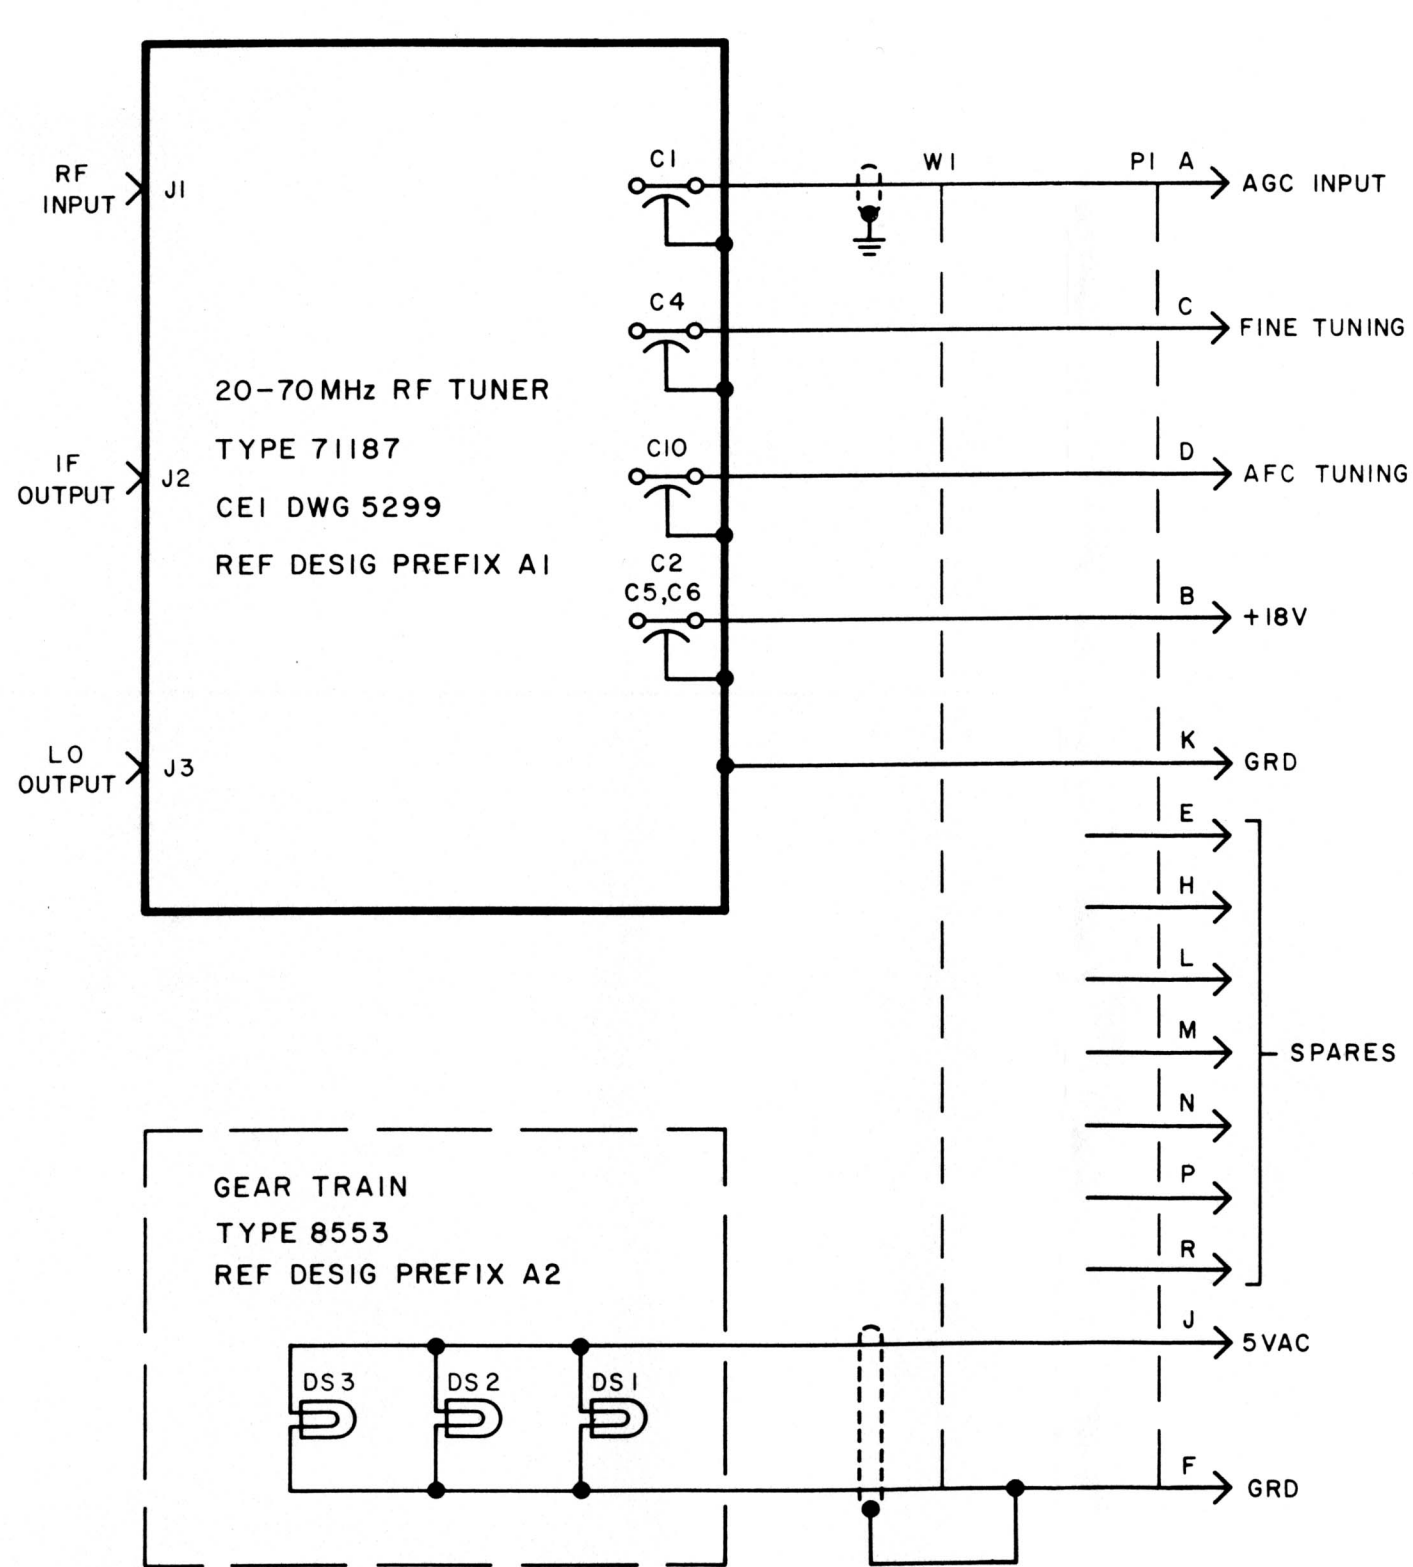 RF
INPUT
J1
IF
OUTPUT
J2
LO
OUTPUT
J3
20-70MHz RF TUNER
TYPE 71187
CEI DWG 5299
REF DESIG PREFIX A1
C1
C4
C10
C2
C5,C6
W1
P1
A
AGC INPUT
C
FINE TUNING
D
AFC TUNING
B
+18V
K
GRD
E
H
L
M
N
P
R
SPARES
GEAR TRAIN
TYPE 8553
REF DESIG PREFIX A2
DS3
DS2
DS1
J
5VAC
F
GRD